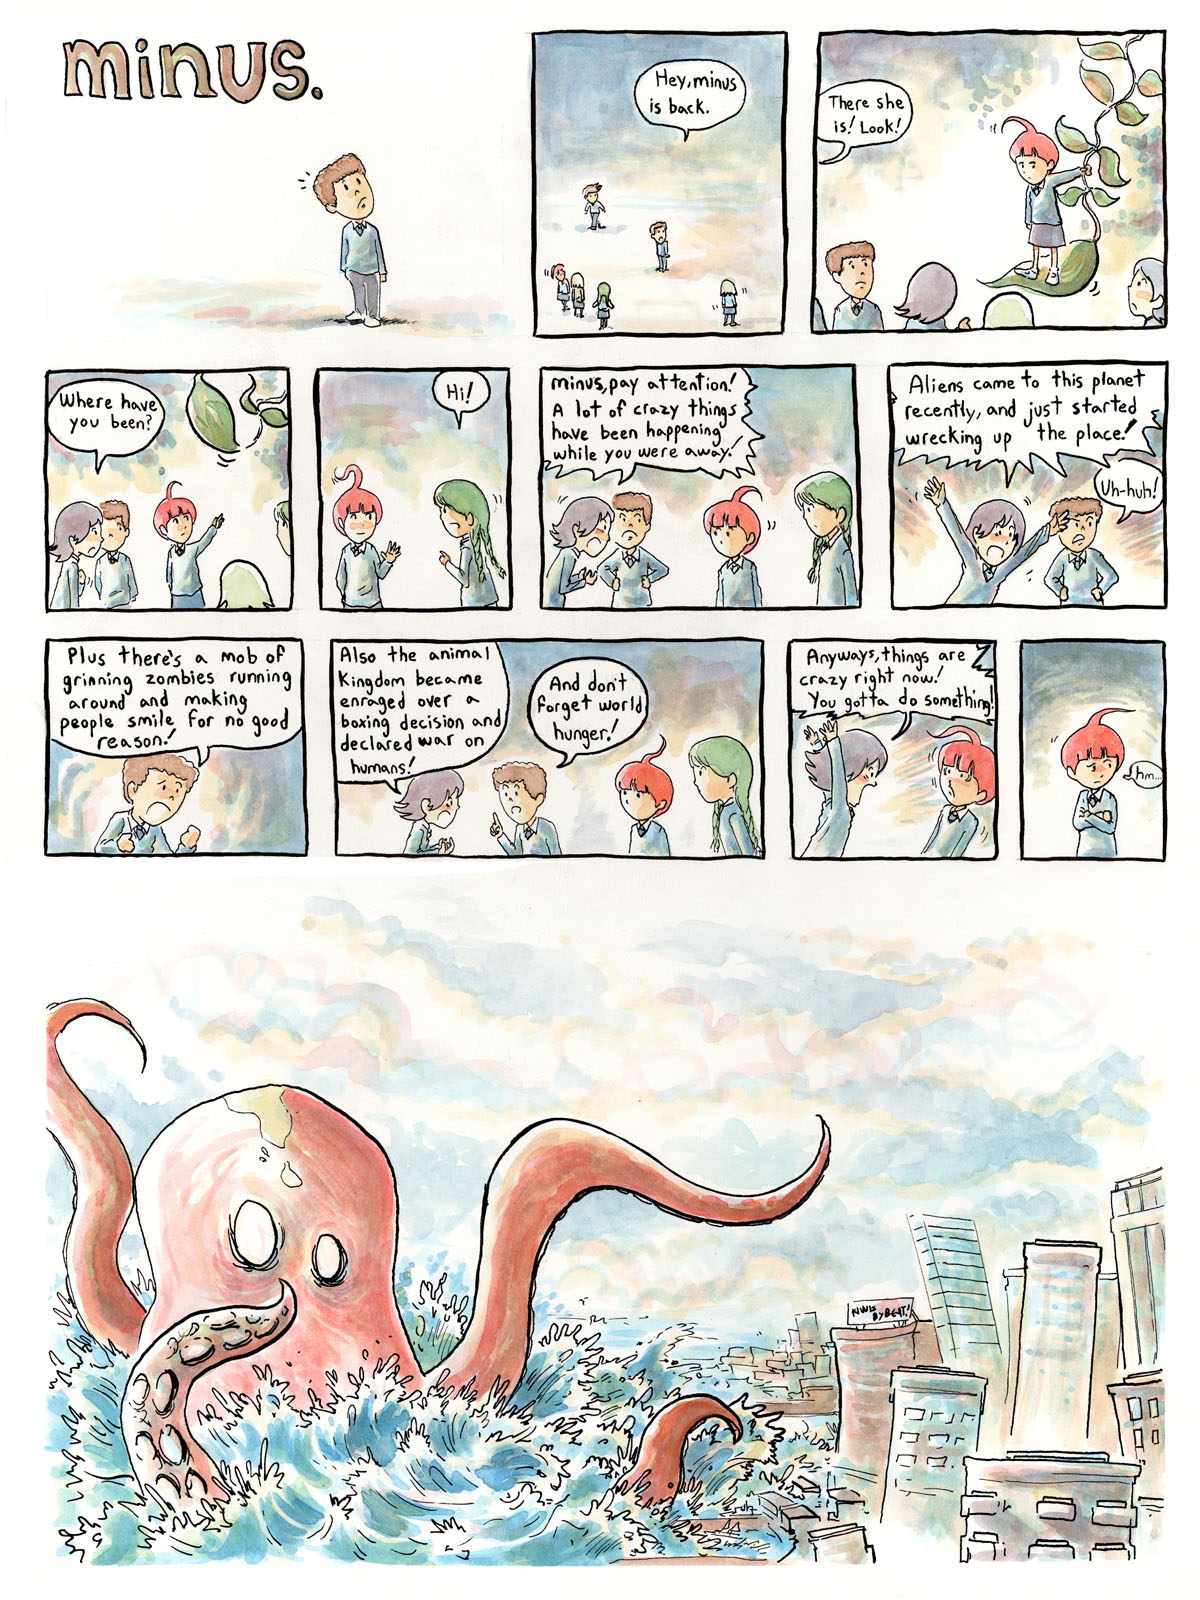 minus.
Hey, minus
is back.
There she
is! Look!
Where have
you been?
Hi!
minus, pay attention!
A lot of crazy things
have been happening
while you were away!
Aliens came to this planet
recently, and just started
wrecking up the place!
Uh-huh!
Plus there's a mob of
grinning zombies running
around and making
people smile for no good
reason!
Also the animal
Kingdom became
enraged over a
boxing decision and
declared war on
humans!
And don't
forget world
hunger!
Anyways, things are
crazy right now!
You gotta do something!
hm...